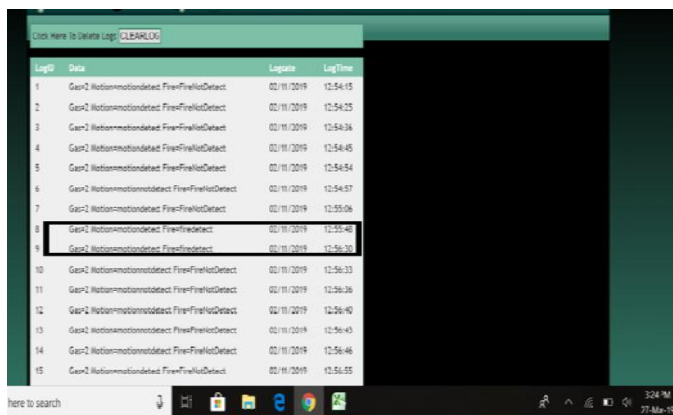 Click Here To Delete Logs CLEARLOG
LogID Data Logdate LogTime
1 Gas=2 Motion=motiondetect Fire=FireNotDetect 02/11/2019 12:54:15
2 Gas=2 Motion=motiondetect Fire=FireNotDetect 02/11/2019 12:54:25
3 Gas=2 Motion=motiondetect Fire=FireNotDetect 02/11/2019 12:54:36
4 Gas=2 Motion=motiondetect Fire=FireNotDetect 02/11/2019 12:54:45
5 Gas=2 Motion=motiondetect Fire=FireNotDetect 02/11/2019 12:54:54
6 Gas=2 Motion=motionnotdetect Fire=FireNotDetect 02/11/2019 12:54:57
7 Gas=2 Motion=motiondetect Fire=FireNotDetect 02/11/2019 12:55:06
8 Gas=2 Motion=motiondetect Fire=firedetect 02/11/2019 12:55:48
9 Gas=2 Motion=motiondetect Fire=firedetect 02/11/2019 12:56:30
10 Gas=2 Motion=motionnotdetect Fire=FireNotDetect 02/11/2019 12:56:33
11 Gas=2 Motion=motionnotdetect Fire=FireNotDetect 02/11/2019 12:56:36
12 Gas=2 Motion=motionnotdetect Fire=FireNotDetect 02/11/2019 12:56:40
13 Gas=2 Motion=motionnotdetect Fire=FireNotDetect 02/11/2019 12:56:43
14 Gas=2 Motion=motionnotdetect Fire=FireNotDetect 02/11/2019 12:56:46
15 Gas=2 Motion=motionnotdetect Fire=FireNotDetect 02/11/2019 12:56:55
here to search
3:24 PM
27-Mar-19